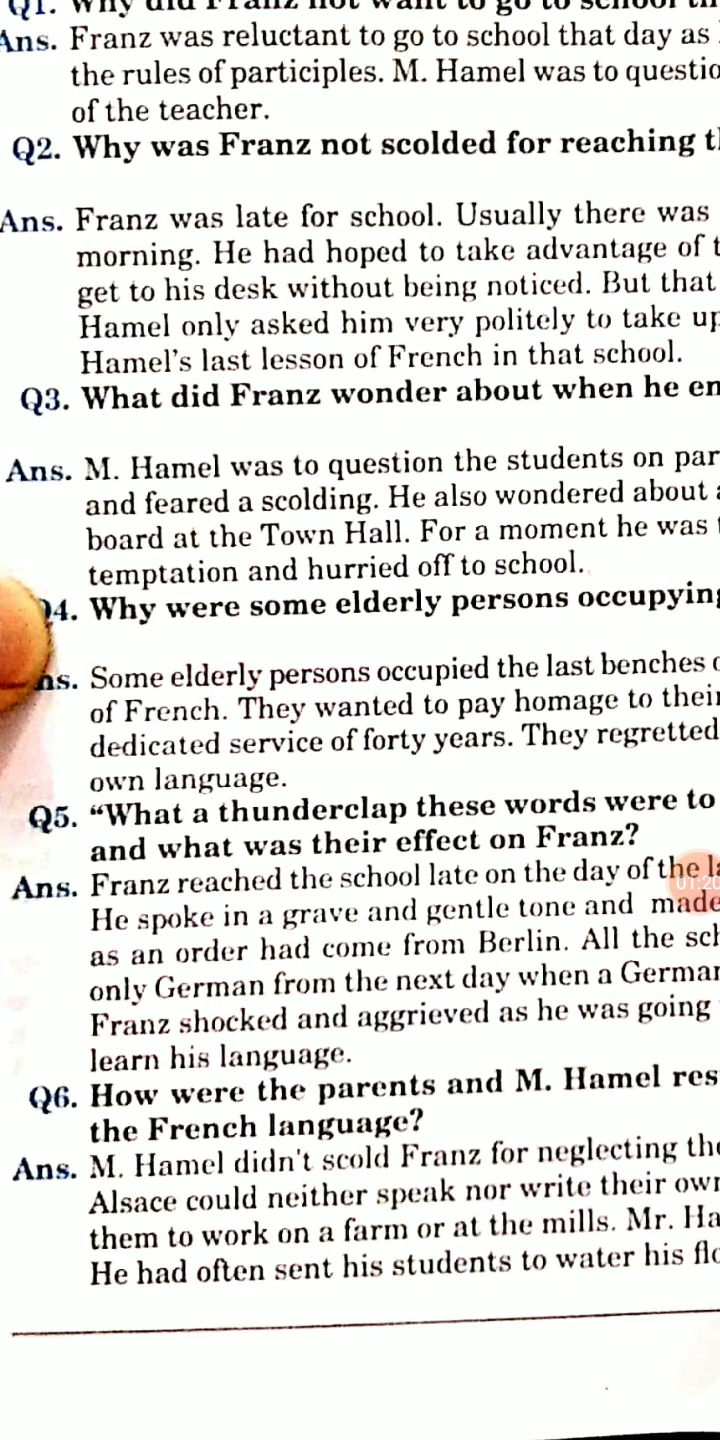 Q1. Why did Franz not want to go to school
Ans. Franz was reluctant to go to school that day as
the rules of participles. M. Hamel was to questio
of the teacher.
Q2. Why was Franz not scolded for reaching
Ans. Franz was late for school. Usually there was
morning. He had hoped to take advantage of
get to his desk without being noticed. But that
Hamel only asked him very politely to take up
Hamel's last lesson of French in that school.
Q3. What did Franz wonder about when he en
Ans. M. Hamel was to question the students on par
and feared a scolding. He also wondered about
board at the Town Hall. For a moment he was
temptation and hurried off to school.
4. Why were some elderly persons occupying
ns. Some elderly persons occupied the last benches
of French. They wanted to pay homage to their
dedicated service of forty years. They regretted
own language.
Q5. “What a thunderclap these words were to
and what was their effect on Franz?
Ans. Franz reached the school late on the day of the la
01:20
He spoke in a grave and gentle tone and made
as an order had come from Berlin. All the sch
only German from the next day when a German
Franz shocked and aggrieved as he was going
learn his language.
Q6. How were the parents and M. Hamel res
the French language?
Ans. M. Hamel didn't scold Franz for neglecting the
Alsace could neither speak nor write their own
them to work on a farm or at the mills. Mr. Ha
He had often sent his students to water his flo